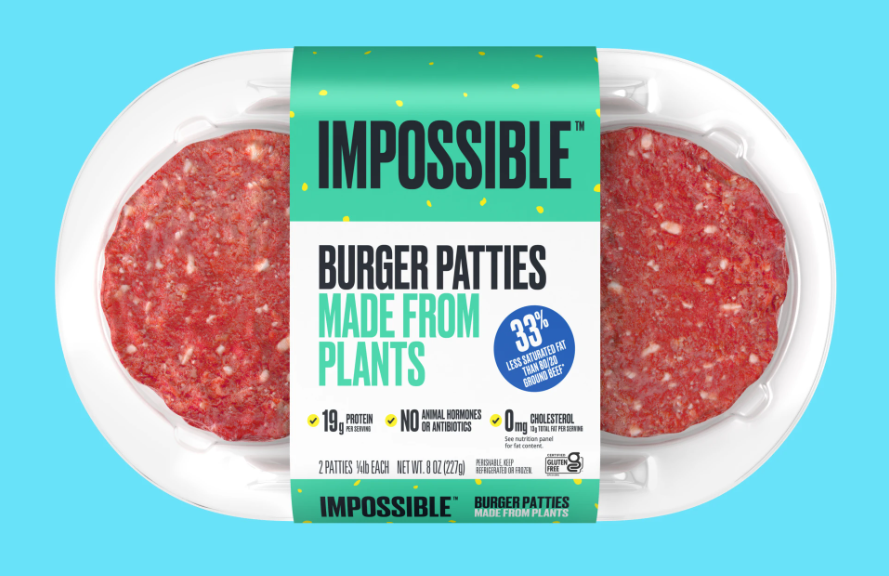 IMPOSSIBLE™
BURGER PATTIES
MADE FROM
PLANTS
33%
LESS SATURATED FAT
THAN 80/20
GROUND BEEF*
19g PROTEIN
PER SERVING
NO ANIMAL HORMONES
OR ANTIBIOTICS
0mg CHOLESTEROL
13g TOTAL FAT PER SERVING
See nutrition panel
for fat content.
2 PATTIES ¼lb EACH NET WT. 8 OZ (227g)
PERISHABLE, KEEP
REFRIGERATED OR FROZEN.
CERTIFIED
GLUTEN
FREE
IMPOSSIBLE™
BURGER PATTIES
MADE FROM PLANTS